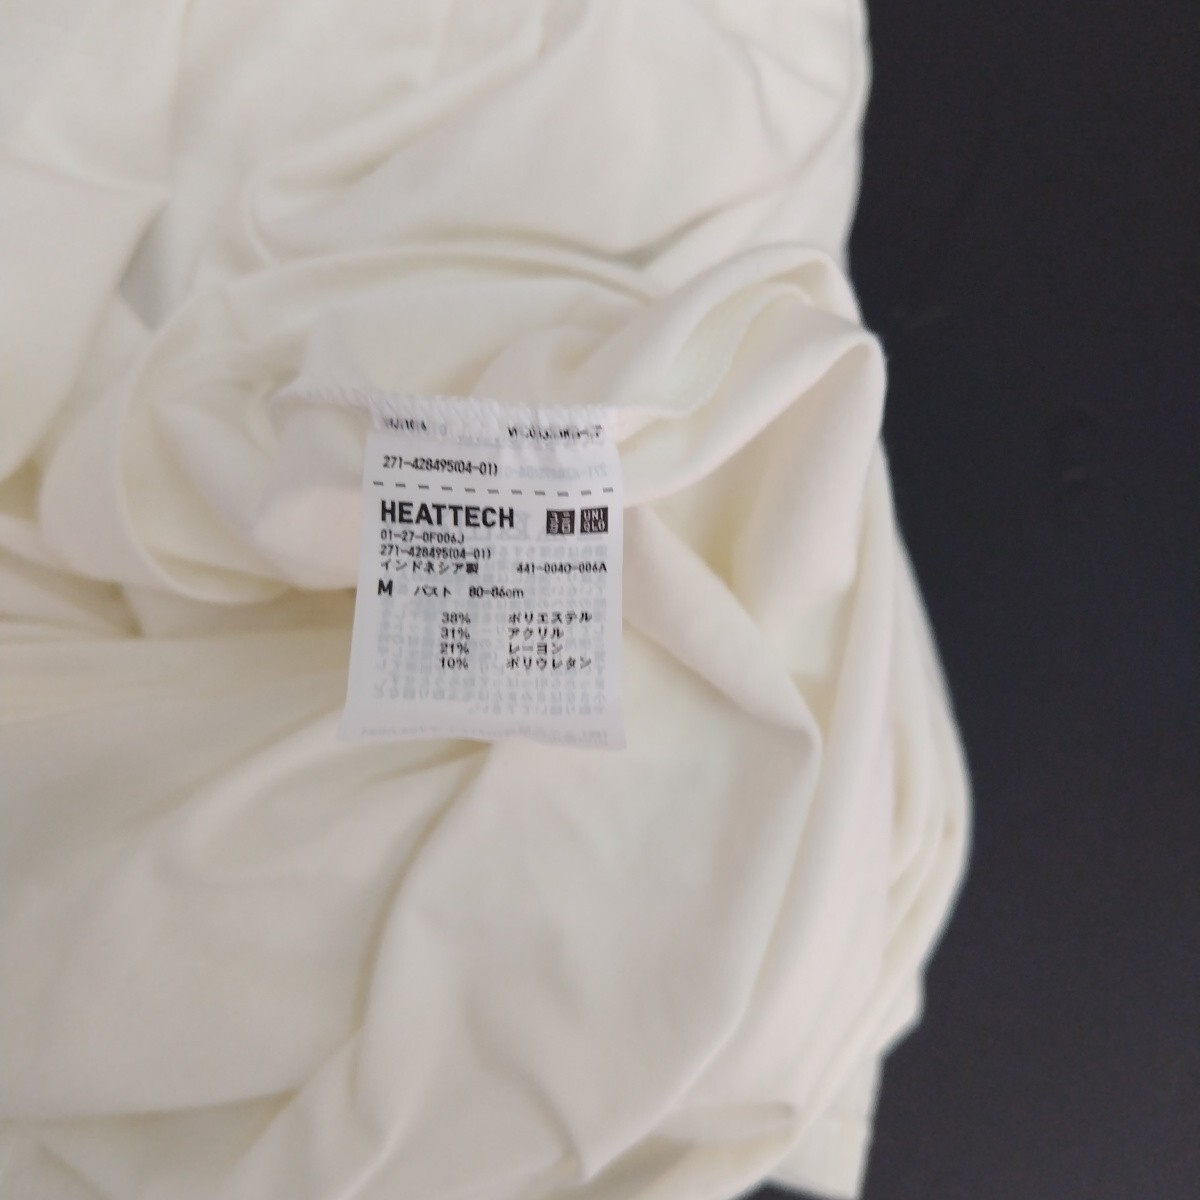 271-428495(04-01)
HEATTECH ユニクロ UNIQLO
01-27-0F006J
271-428495(04-01)
インドネシア製 441-0040-006A
M バスト 80-86cm
38% ポリエステル
31% アクリル
21% レーヨン
10% ポリウレタン